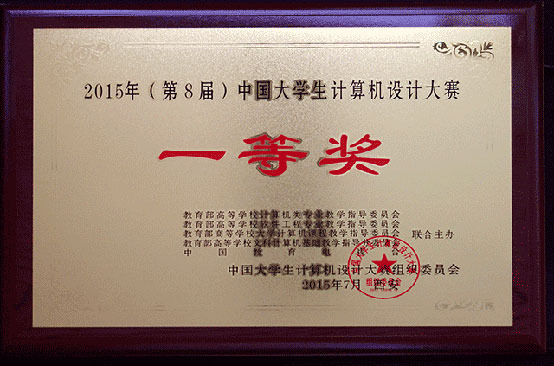 2015年(第8届)中国大学生计算机设计大赛
一等奖
教育部高等学校计算机类专业教学指导委员会
教育部高等学校软件工程专业教学指导委员会
教育部高等学校大学计算机课程教学指导委员会 联合主办
教育部高等学校文科计算机基础教学指导分委员会
中国教育电视台
中国大学生计算机设计大赛组织委员会
2015年7月 西安